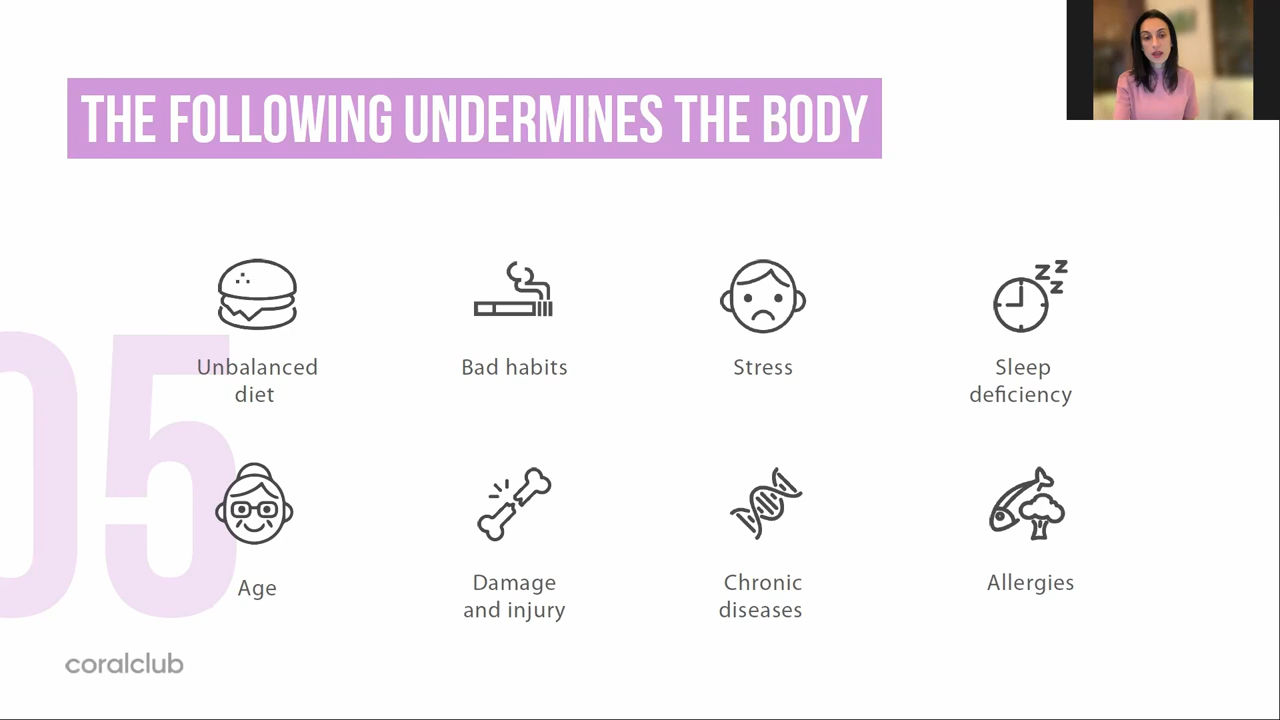 THE FOLLOWING UNDERMINES THE BODY
Unbalanced
diet
Bad habits
Stress
Sleep
deficiency
Age
Damage
and injury
Chronic
diseases
Allergies
05
coralclub